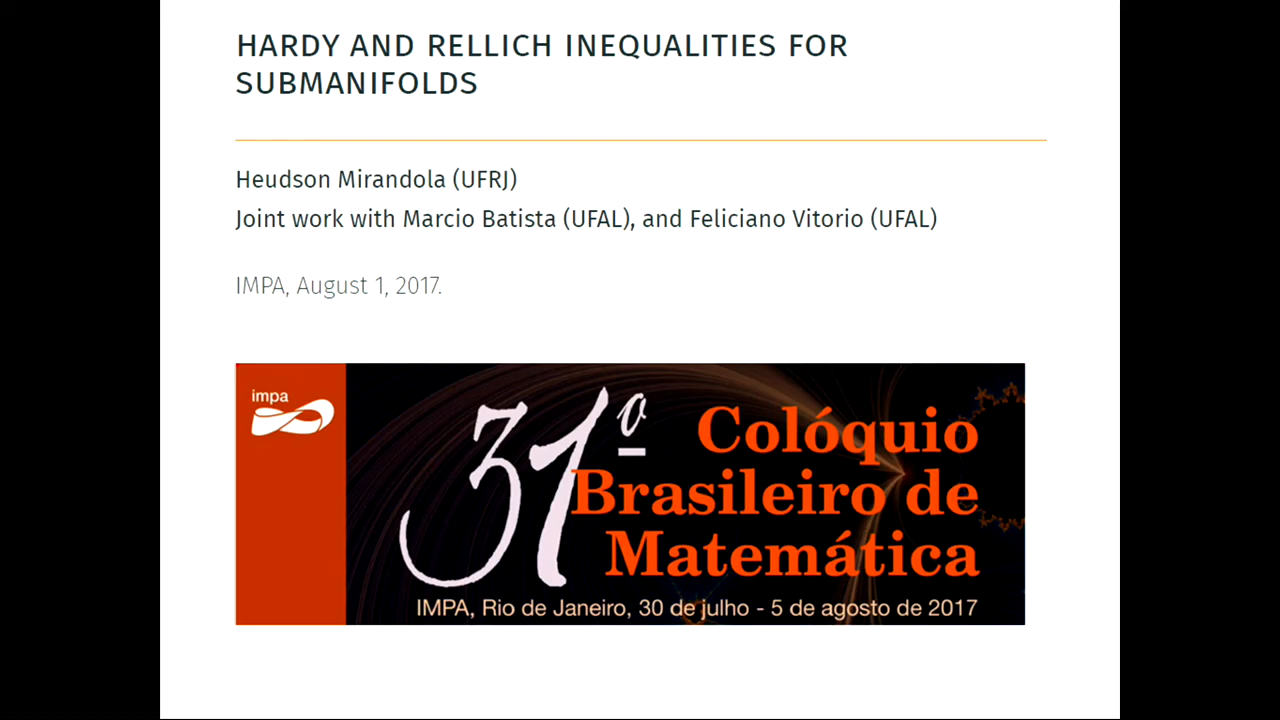 HARDY AND RELLICH INEQUALITIES FOR
SUBMANIFOLDS
Heudson Mirandola (UFRJ)
Joint work with Marcio Batista (UFAL), and Feliciano Vitorio (UFAL)
IMPA, August 1, 2017.
impa
31º
Colóquio
Brasileiro de
Matemática
IMPA, Rio de Janeiro, 30 de julho - 5 de agosto de 2017